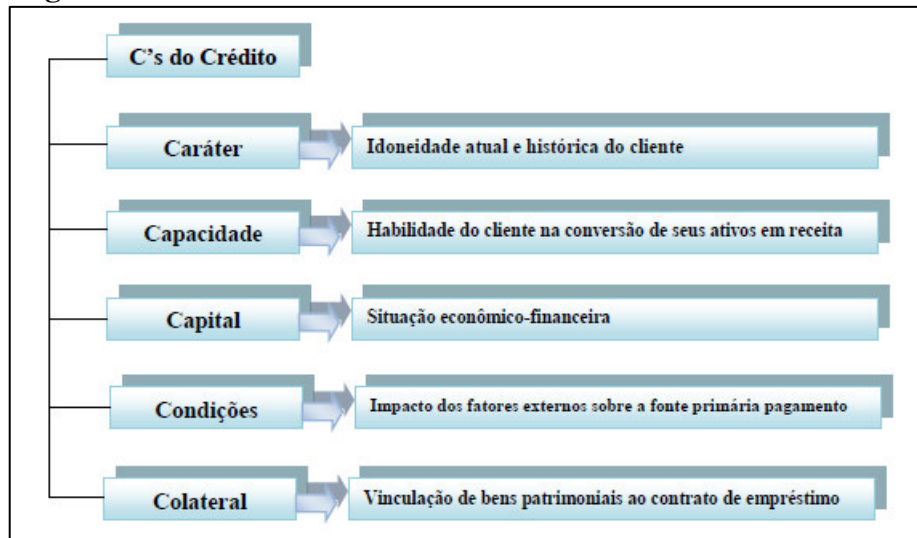 C's do Crédito
Caráter
Idoneidade atual e histórica do cliente
Capacidade
Habilidade do cliente na conversão de seus ativos em receita
Capital
Situação econômico-financeira
Condições
Impacto dos fatores externos sobre a fonte primária pagamento
Colateral
Vinculação de bens patrimoniais ao contrato de empréstimo